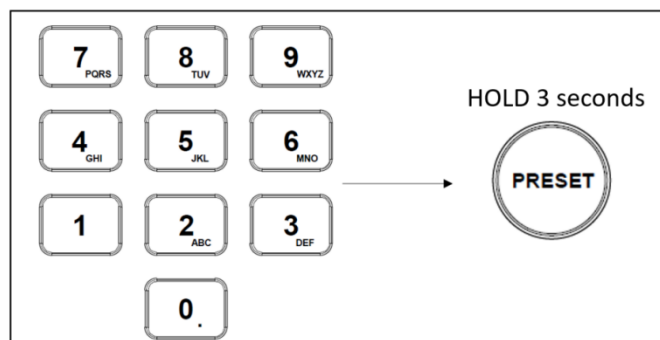 7 PQRS 8 TUV 9 WXYZ
HOLD 3 seconds
4 GHI 5 JKL 6 MNO
PRESET
1 2 ABC 3 DEF
0 .